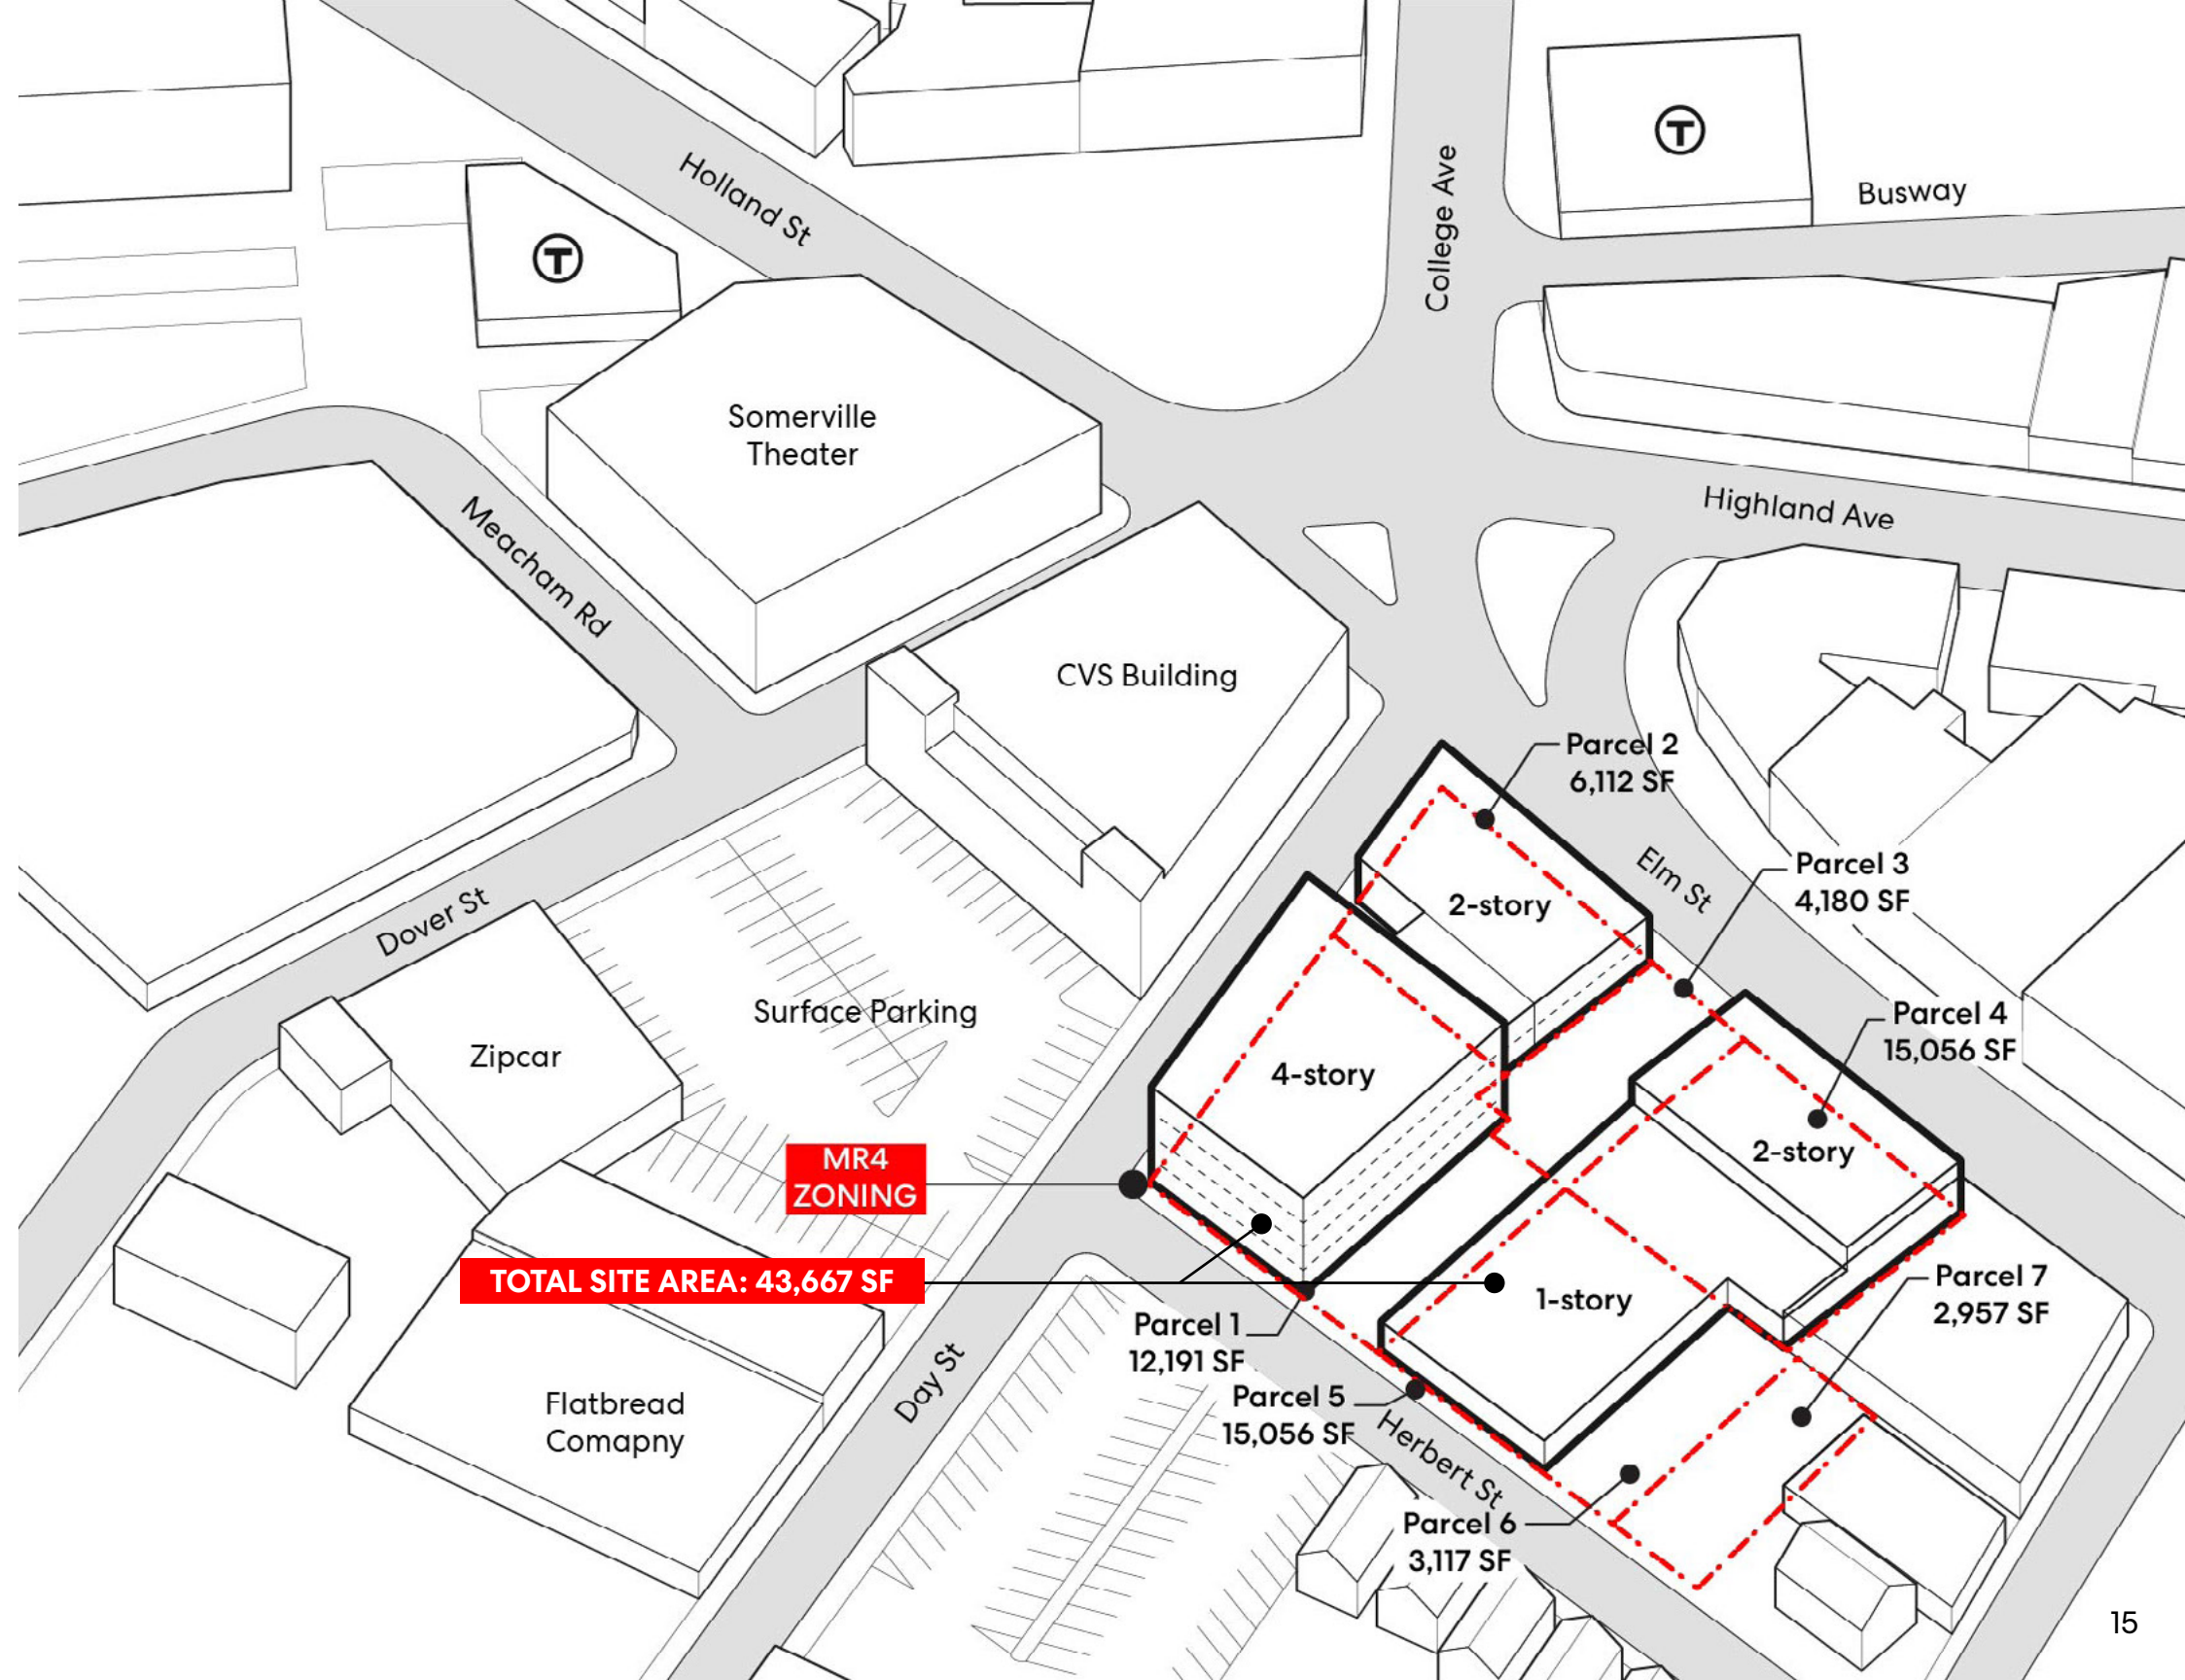 Holland St
College Ave
T
Busway
T
Somerville
Theater
Highland Ave
Meacham Rd
CVS Building
Parcel 2
6,112 SF
Elm St
Parcel 3
4,180 SF
2-story
Dover St
Surface Parking
Parcel 4
15,056 SF
Zipcar
4-story
2-story
MR4
ZONING
TOTAL SITE AREA: 43,667 SF
Parcel 7
2,957 SF
1-story
Parcel 1
12,191 SF
Day St
Parcel 5
15,056 SF
Flatbread
Comapny
Herbert St
Parcel 6
3,117 SF
15